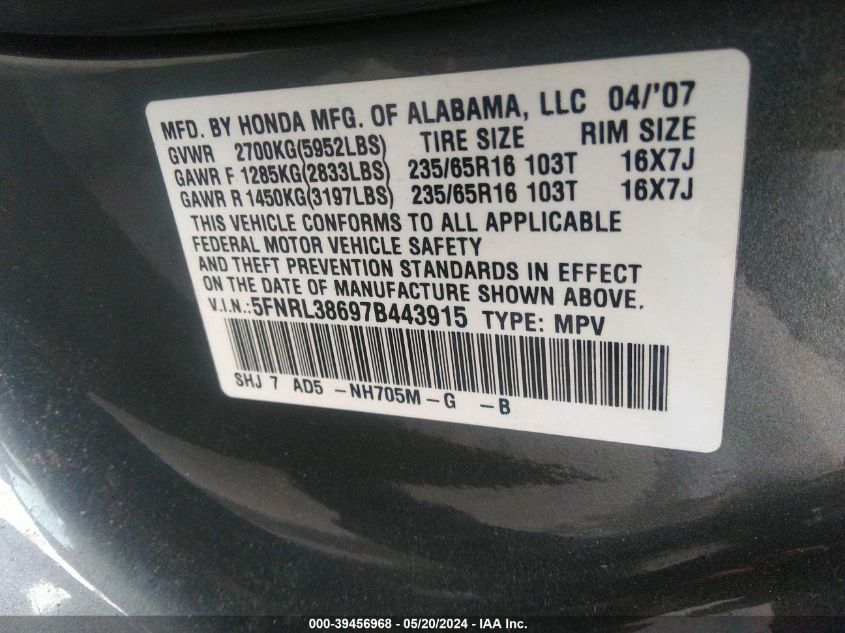 MFD. BY HONDA MFG. OF ALABAMA, LLC 04/'07
GVWR 2700KG(5952LBS) TIRE SIZE RIM SIZE
GAWR F 1285KG(2833LBS) 235/65R16 103T 16X7J
GAWR R 1450KG(3197LBS) 235/65R16 103T 16X7J
THIS VEHICLE CONFORMS TO ALL APPLICABLE
FEDERAL MOTOR VEHICLE SAFETY
AND THEFT PREVENTION STANDARDS IN EFFECT
ON THE DATE OF MANUFACTURE SHOWN ABOVE.
V.I.N.:5FNRL38697B443915 TYPE: MPV
SHJ 7 AD5 -NH705M-G -B
000-39456968 | 05/20/2024 | IAA Inc.